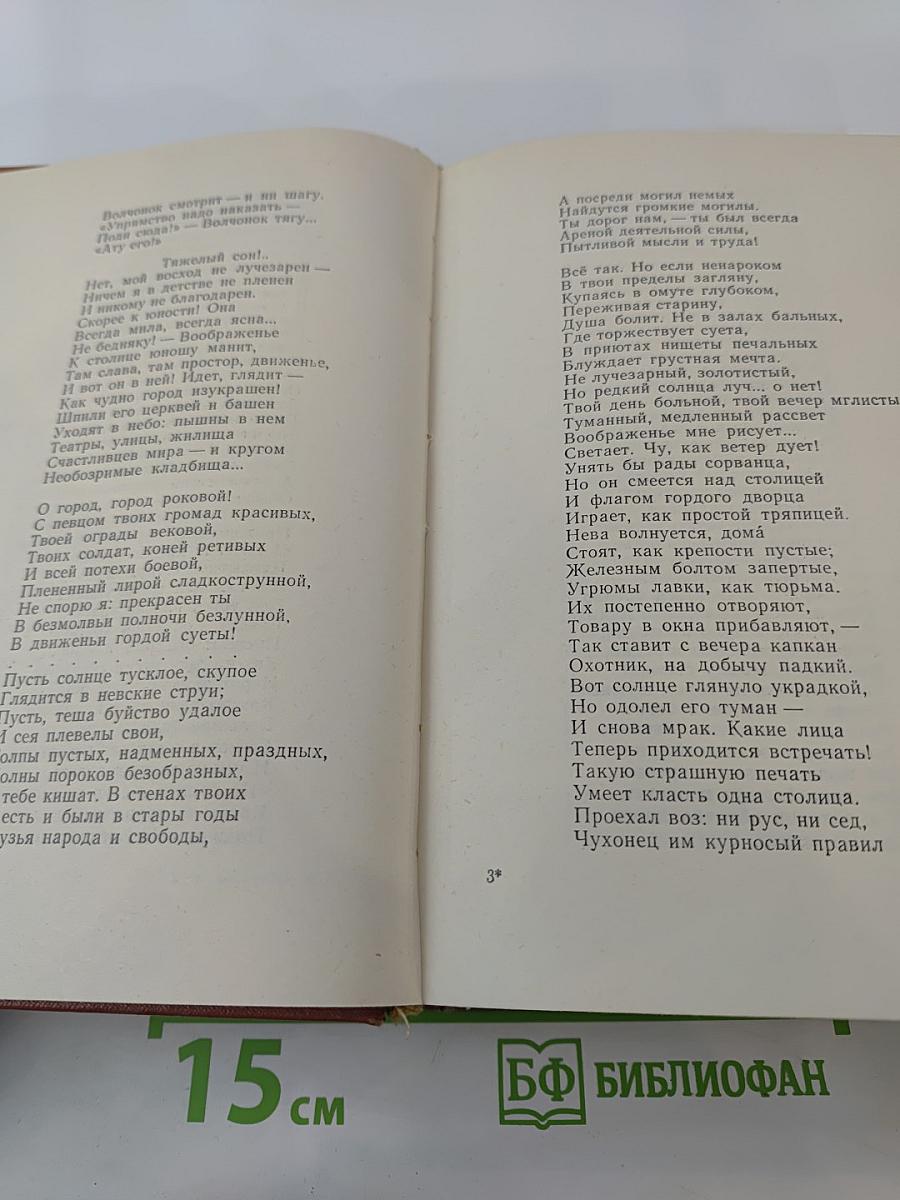 Волчонок смотрит — и ни шагу.
«Упрямство надо наказать —
Поди сюда!» — Волчонок тягу...
«Ату его!»
Тяжелый сон!..
Нет, мой восход не лучезарен —
Ничем я в детстве не пленен
И никому не благодарен.
Скорее к юности! Она
Всегда мила, всегда ясна...
Не бедняку! — Воображенье
К столице юношу манит,
Там слава, там простор, движенье,
И вот он в ней! Идет, глядит —
Как чудно город изукрашен!
Шпили его церквей и башен
Уходят в небо: пышны в нем
Театры, улицы, жилища
Счастливцев мира — и кругом
Необозримые кладбища...
О город, город роковой!
С певцом твоих громад красивых,
Твоей ограды вековой,
Твоих солдат, коней ретивых
И всей потехи боевой,
Плененный лирой сладкострунной,
Не спорю я: прекрасен ты
В безмолвьи полночи безлунной,
В движеньи гордой суеты!
. . . . . . . . . . . .
Пусть солнце тусклое, скупое
Глядится в невские струи;
Пусть, теша буйство удалое
И сея плевелы свои,
олпы пустых, надменных, праздных,
олны пороков безобразных,
тебе кишат. В стенах твоих
есть и были в стары годы
узья народа и свободы,
А посреди могил немых
Найдутся громкие могилы.
Ты дорог нам, — ты был всегда
Ареной деятельной силы,
Пытливой мысли и труда!
Всё так. Но если ненароком
В твои пределы загляну,
Купаясь в омуте глубоком,
Переживая старину,
Душа болит. Не в залах бальных,
Где торжествует суета,
В приютах нищеты печальных
Блуждает грустная мечта.
Не лучезарный, золотистый,
Но редкий солнца луч... о нет!
Твой день больной, твой вечер мглисты
Туманный, медленный рассвет
Воображенье мне рисует...
Светает. Чу, как ветер дует!
Унять бы рады сорванца,
Но он смеется над столицей
И флагом гордого дворца
Играет, как простой тряпицей.
Нева волнуется, дома́
Стоят, как крепости пустые;
Железным болтом запертые,
Угрюмы лавки, как тюрьма.
Их постепенно отворяют,
Товару в окна прибавляют, —
Так ставит с вечера капкан
Охотник, на добычу падкий.
Вот солнце глянуло украдкой,
Но одолел его туман —
И снова мрак. Какие лица
Теперь приходится встречать!
Такую страшную печать
Умеет класть одна столица.
Проехал воз: ни рус, ни сед,
Чухонец им курносый правил
3*
15 см
БФ БИБЛИОФАН